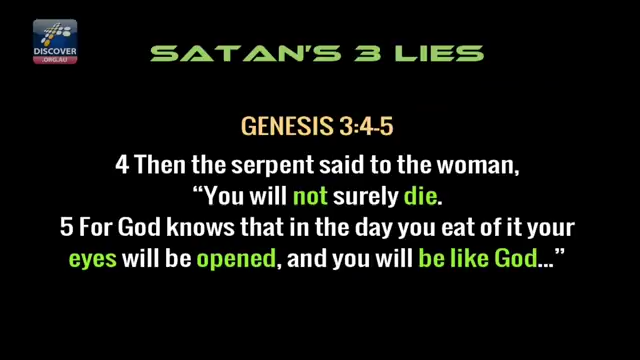 DISCOVER
.ORG.AU
SATAN'S 3 LIES
GENESIS 3:4-5
4 Then the serpent said to the woman,
“You will not surely die.
5 For God knows that in the day you eat of it your
eyes will be opened, and you will be like God...”